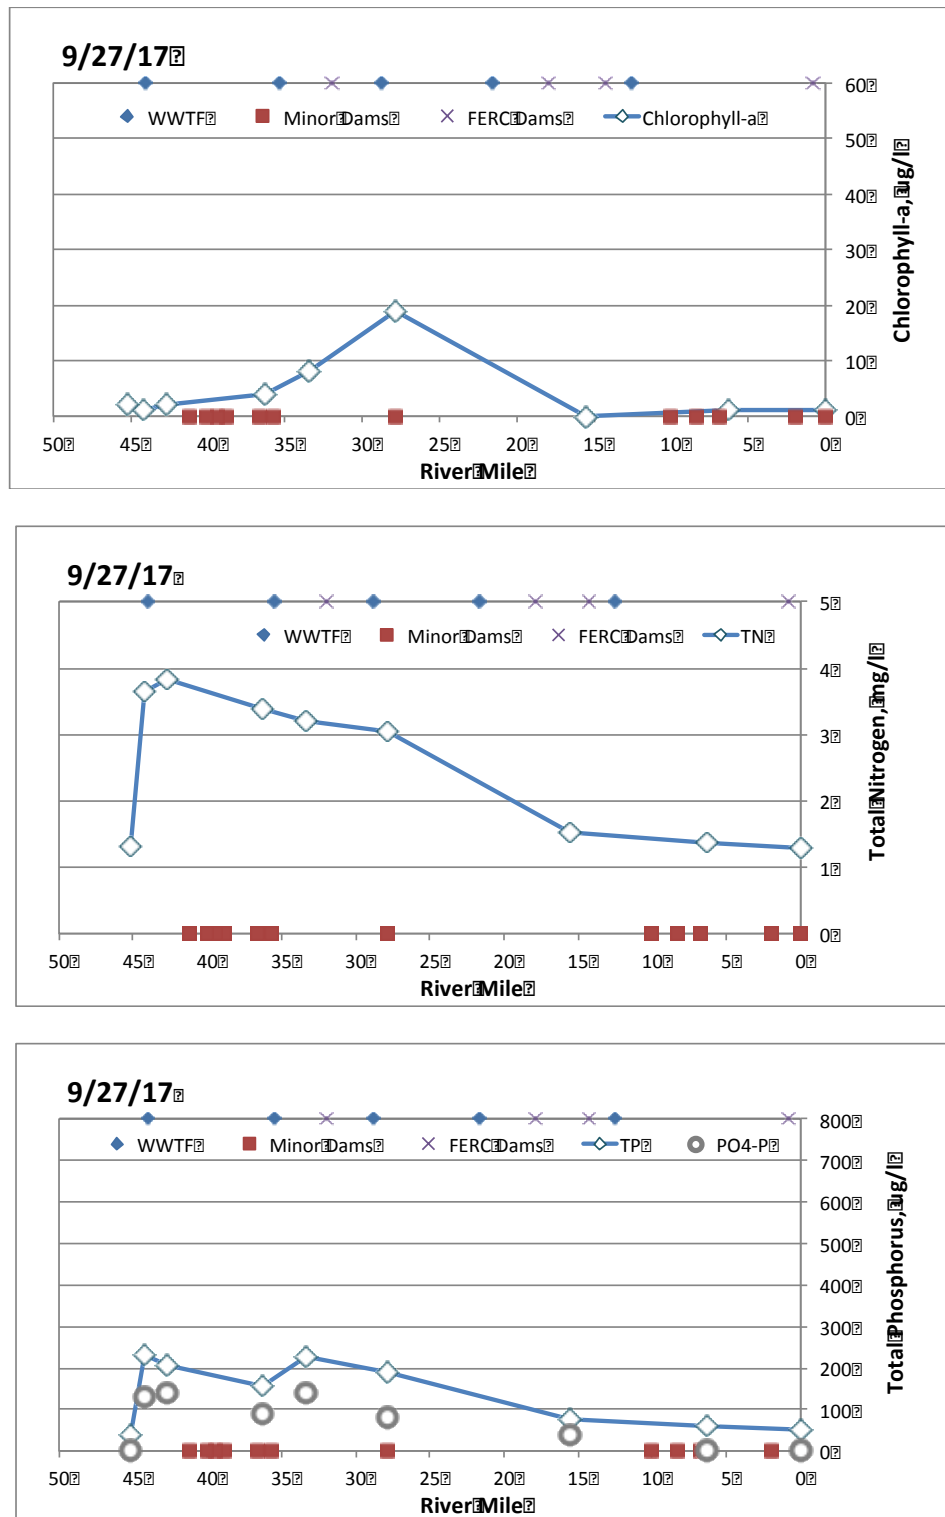 9/27/17
60
WWTF Minor Dams FERC Dams Chlorophyll-a
50
40
30
20
10
0
Chlorophyll-a, ug/l
50 45 40 35 30 25 20 15 10 5 0
River Mile
9/27/17
5
WWTF Minor Dams FERC Dams TN
4
3
2
1
0
Total Nitrogen, mg/l
50 45 40 35 30 25 20 15 10 5 0
River Mile
9/27/17
800
WWTF Minor Dams FERC Dams TP PO4-P
700
600
500
400
300
200
100
0
Total Phosphorus, ug/l
50 45 40 35 30 25 20 15 10 5 0
River Mile